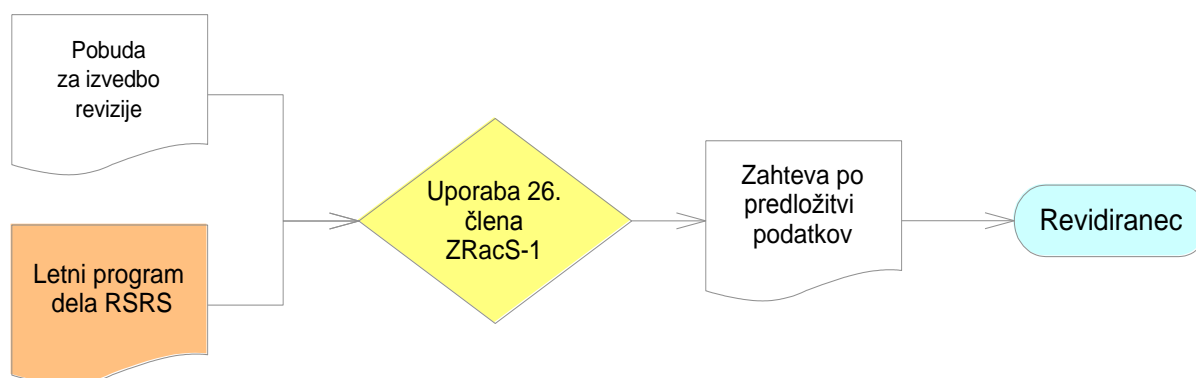 Pobuda
za izvedbo
revizije
Letni program
dela RSRS
Uporaba 26.
člena
ZRacS-1
Zahteva po
predložitvi
podatkov
Revidiranec